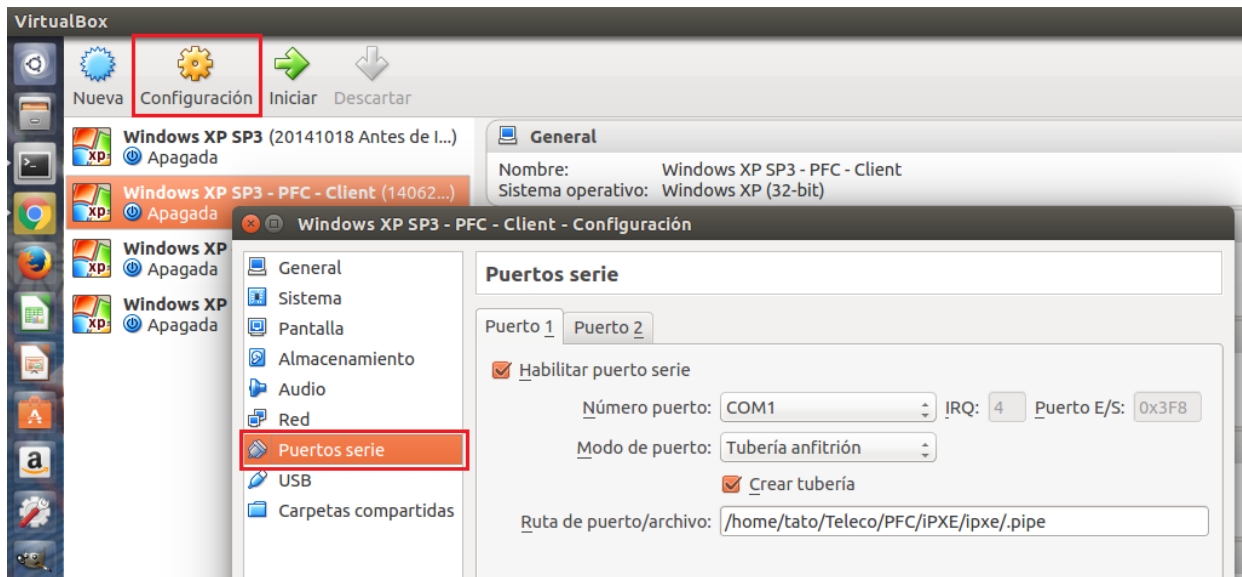 VirtualBox
Nueva Configuración Iniciar Descartar
Windows XP SP3 (20141018 Antes de I...)
Apagada
Windows XP SP3 - PFC - Client (14062...)
Apagada
Windows XP
Apagada
Windows XP
Apagada
General
Nombre: Windows XP SP3 - PFC - Client
Sistema operativo: Windows XP (32-bit)
Windows XP SP3 - PFC - Client - Configuración
General
Sistema
Pantalla
Almacenamiento
Audio
Red
Puertos serie
USB
Carpetas compartidas
Puertos serie
Puerto 1 Puerto 2
Habilitar puerto serie
Número puerto: COM1 IRQ: 4 Puerto E/S: 0x3F8
Modo de puerto: Tubería anfitrión
Crear tubería
Ruta de puerto/archivo: /home/tato/Teleco/PFC/iPXE/ipxe/.pipe